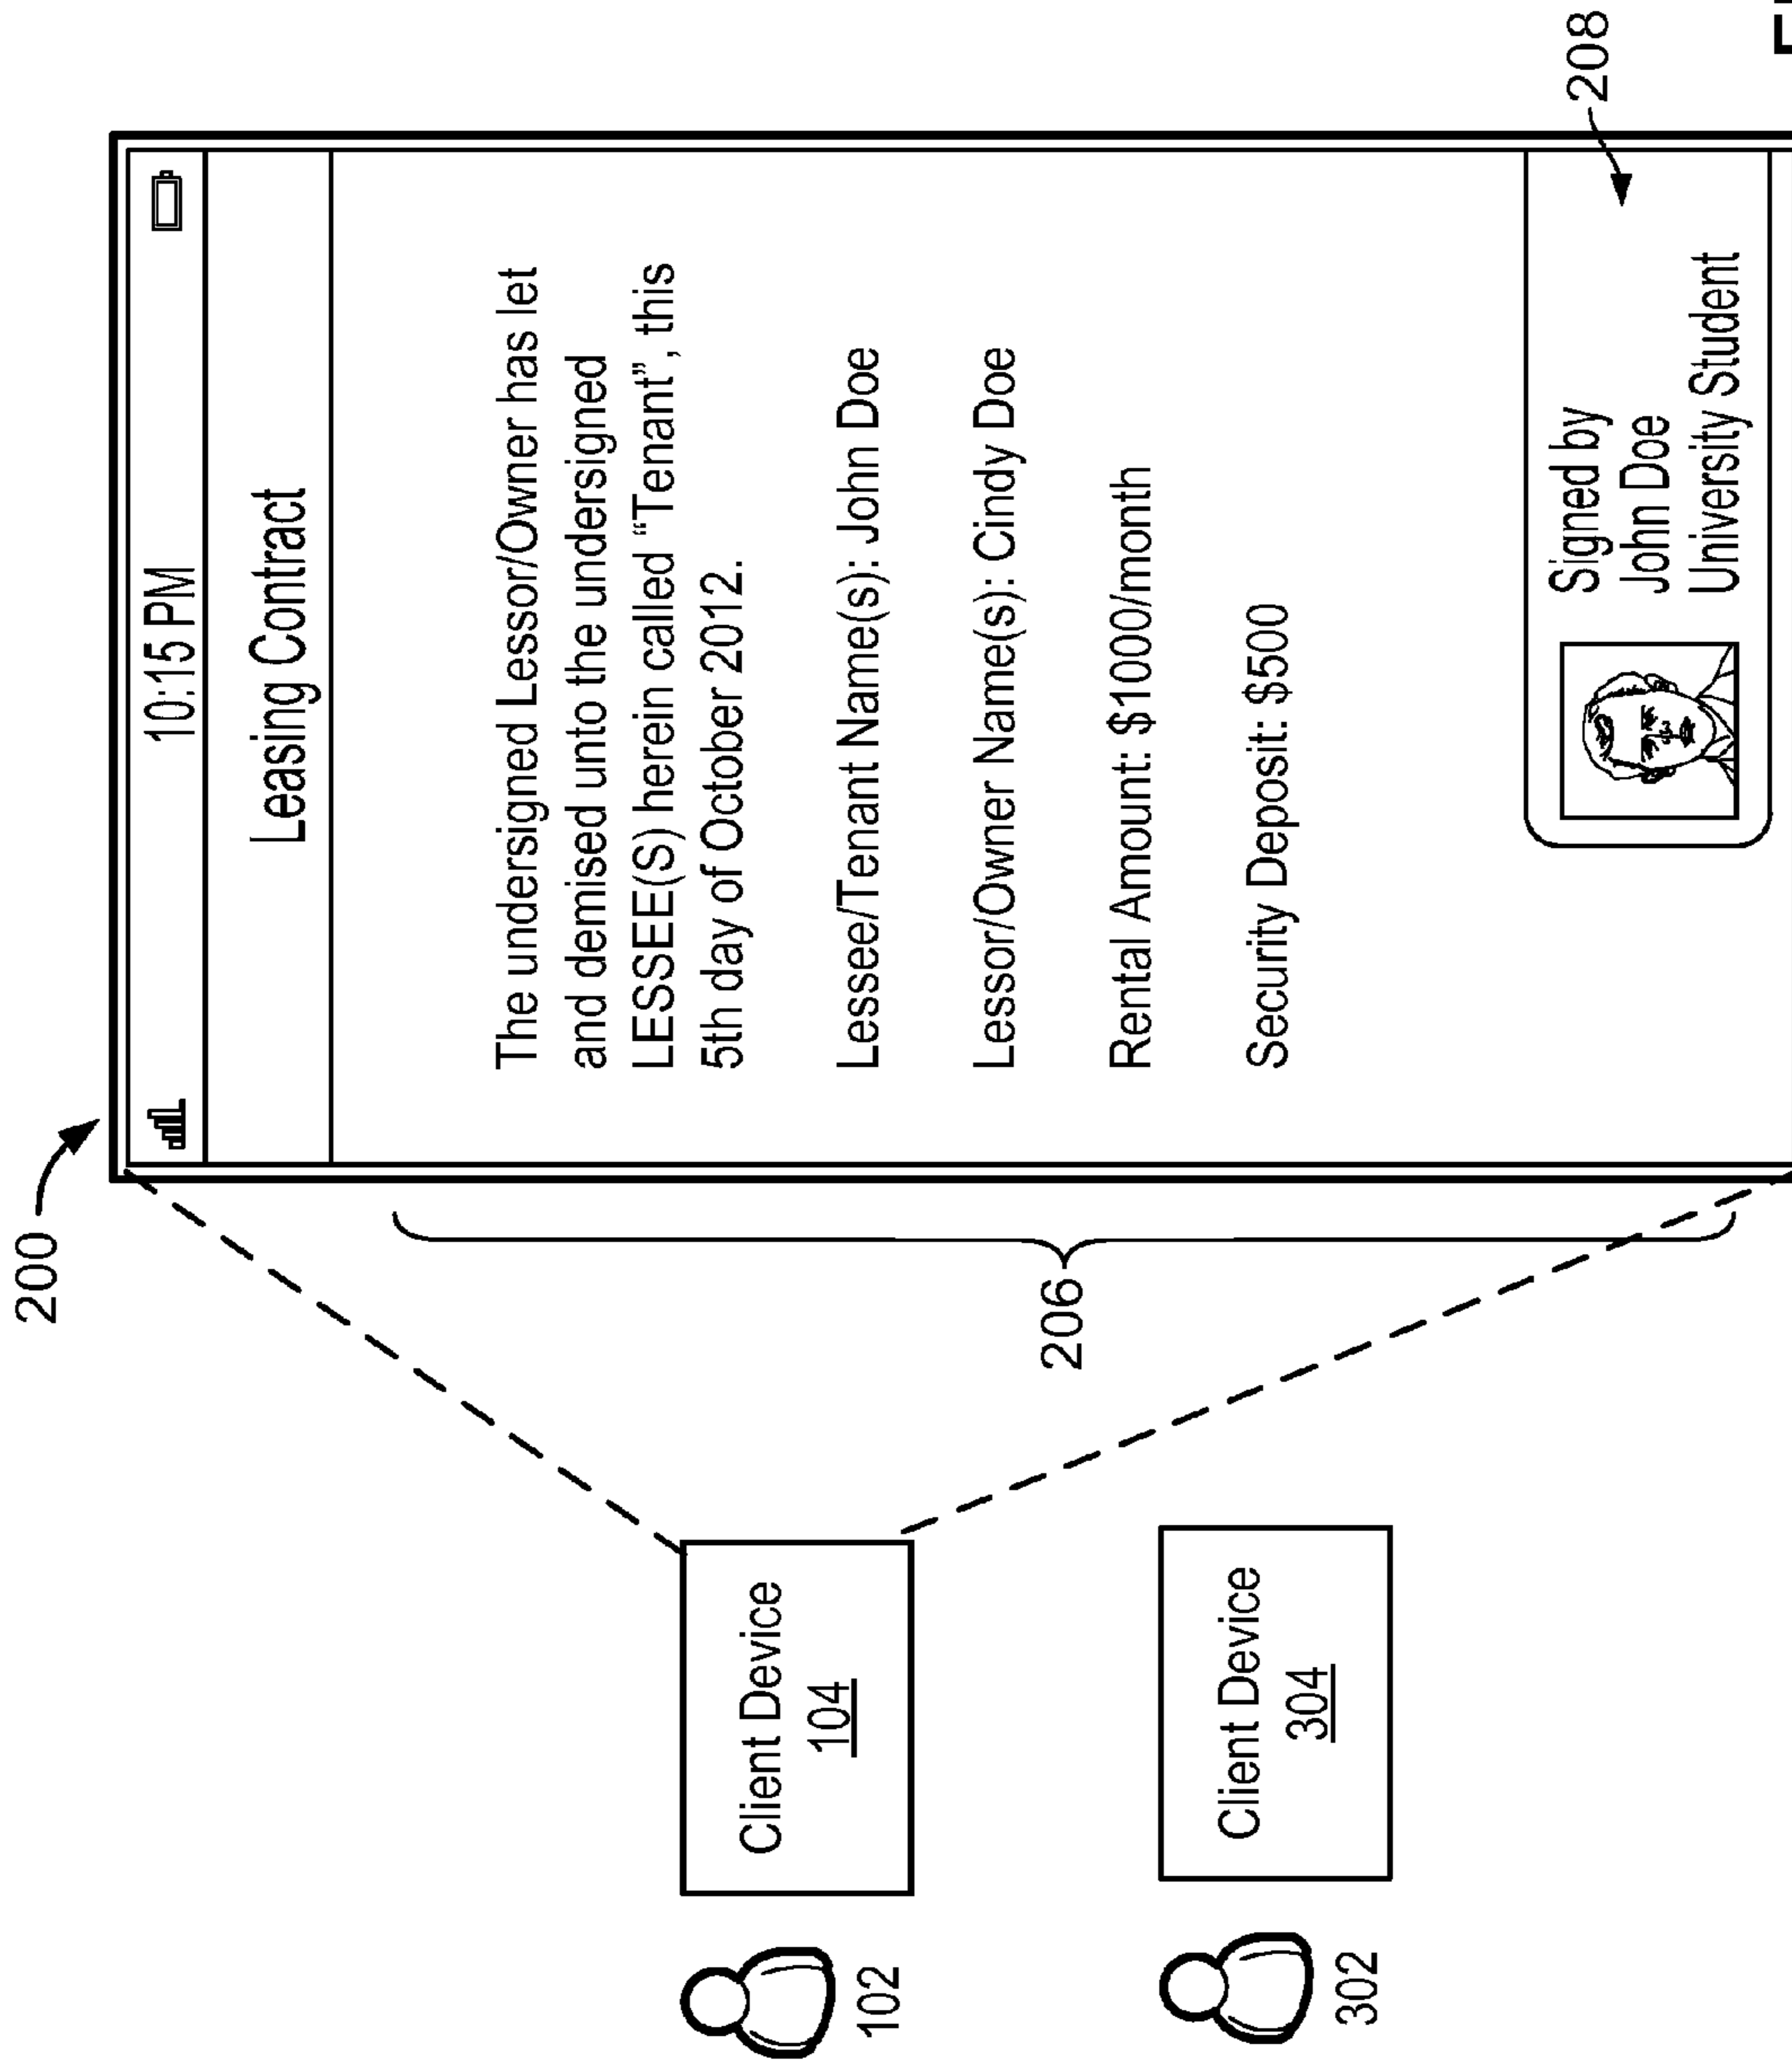 200
10:15 PM
Leasing Contract
The undersigned Lessor/Owner has let
and demised unto the undersigned
LESSEE(S) herein called “Tenant”, this
5th day of October 2012.
Lessee/Tenant Name(s): John Doe
Lessor/Owner Name(s): Cindy Doe
Rental Amount: $1000/month
Security Deposit: $500
Signed by
John Doe
University Student
208
206
Client Device
104
102
Client Device
304
302